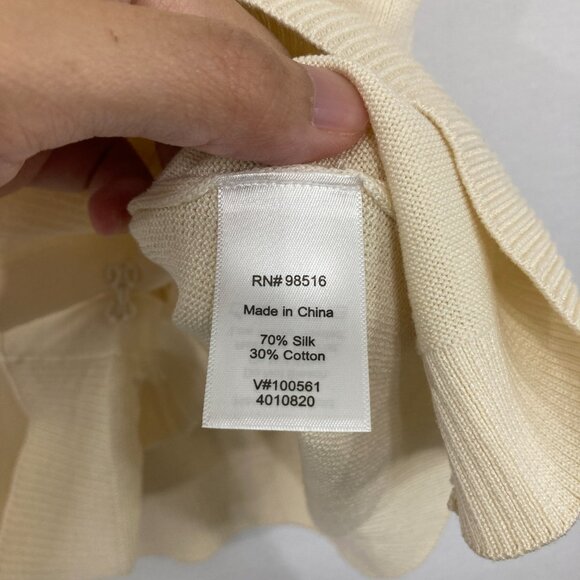 RN# 98516
Made in China
70% Silk
30% Cotton
V#100561
4010820